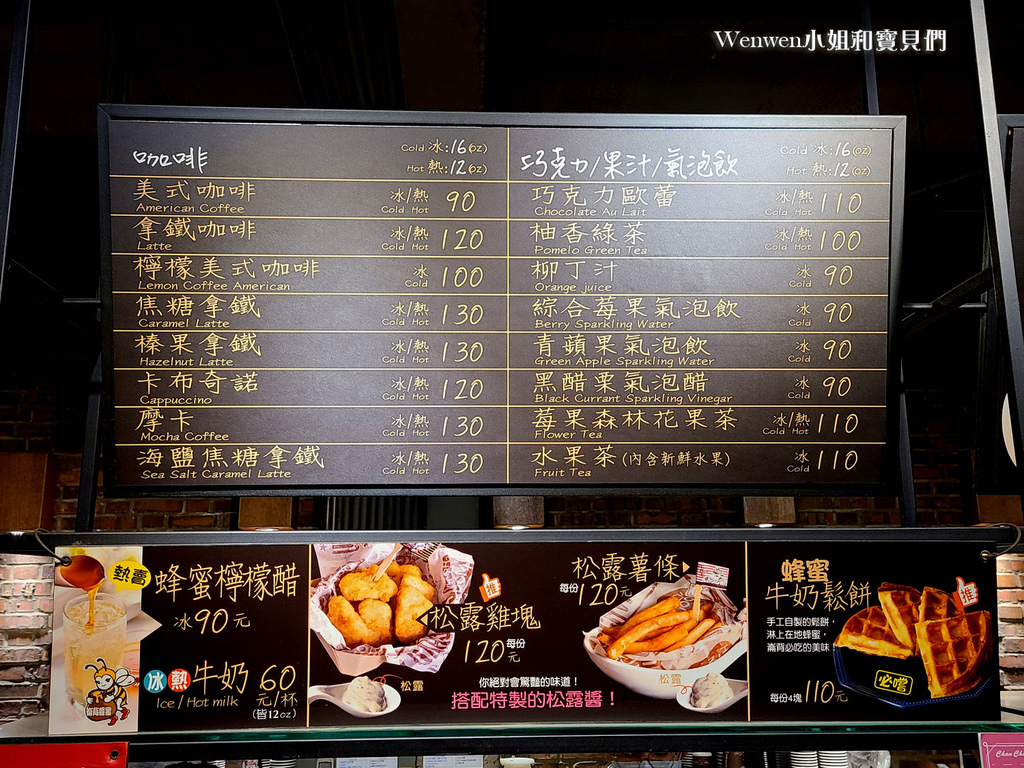 Wenwen小姐和寶貝們
咖啡 Cold 冰:16(oz)
Hot 熱:12(oz)
美式咖啡 冰/熱 90
American Coffee Cold Hot
拿鐵咖啡 冰/熱 120
Latte Cold Hot
檸檬美式咖啡 冰 100
Lemon Coffee American Cold
焦糖拿鐵 冰/熱 130
Caramel Latte Cold Hot
榛果拿鐵 冰/熱 130
Hazelnut Latte Cold Hot
卡布奇諾 冰/熱 120
Cappuccino Cold Hot
摩卡 冰/熱 130
Mocha Coffee Cold Hot
海鹽焦糖拿鐵 冰/熱 130
Sea Salt Caramel Latte Cold Hot
巧克力/果汁/氣泡飲 Cold 冰:16(oz)
Hot 熱:12(oz)
巧克力歐蕾 冰/熱 110
Chocolate Au Lait Cold Hot
柚香綠茶 冰/熱 100
Pomelo Green Tea Cold Hot
柳丁汁 冰 90
Orange juice Cold
綜合莓果氣泡飲 冰 90
Berry Sparkling Water Cold
青蘋果氣泡飲 冰 90
Green Apple Sparkling Water Cold
黑醋栗氣泡醋 冰 90
Black Currant Sparkling Vinegar Cold
莓果森林花果茶 冰/熱 110
Flower Tea Cold Hot
水果茶(內含新鮮水果) 冰 110
Fruit Tea Cold
熱賣
蜂蜜檸檬醋
冰90元
冰熱牛奶 60
Ice / Hot milk 元/杯
(皆12oz)
崙背蜂蜜
推
松露雞塊
120每份元
松露
你絕對會驚豔的味道！
搭配特製的松露醬！
松露薯條
每份120元
松露
蜂蜜
牛奶鬆餅
推
手工自製的鬆餅，
淋上在地蜂蜜，
崙背必吃的美味
每份4塊110元
必嚐